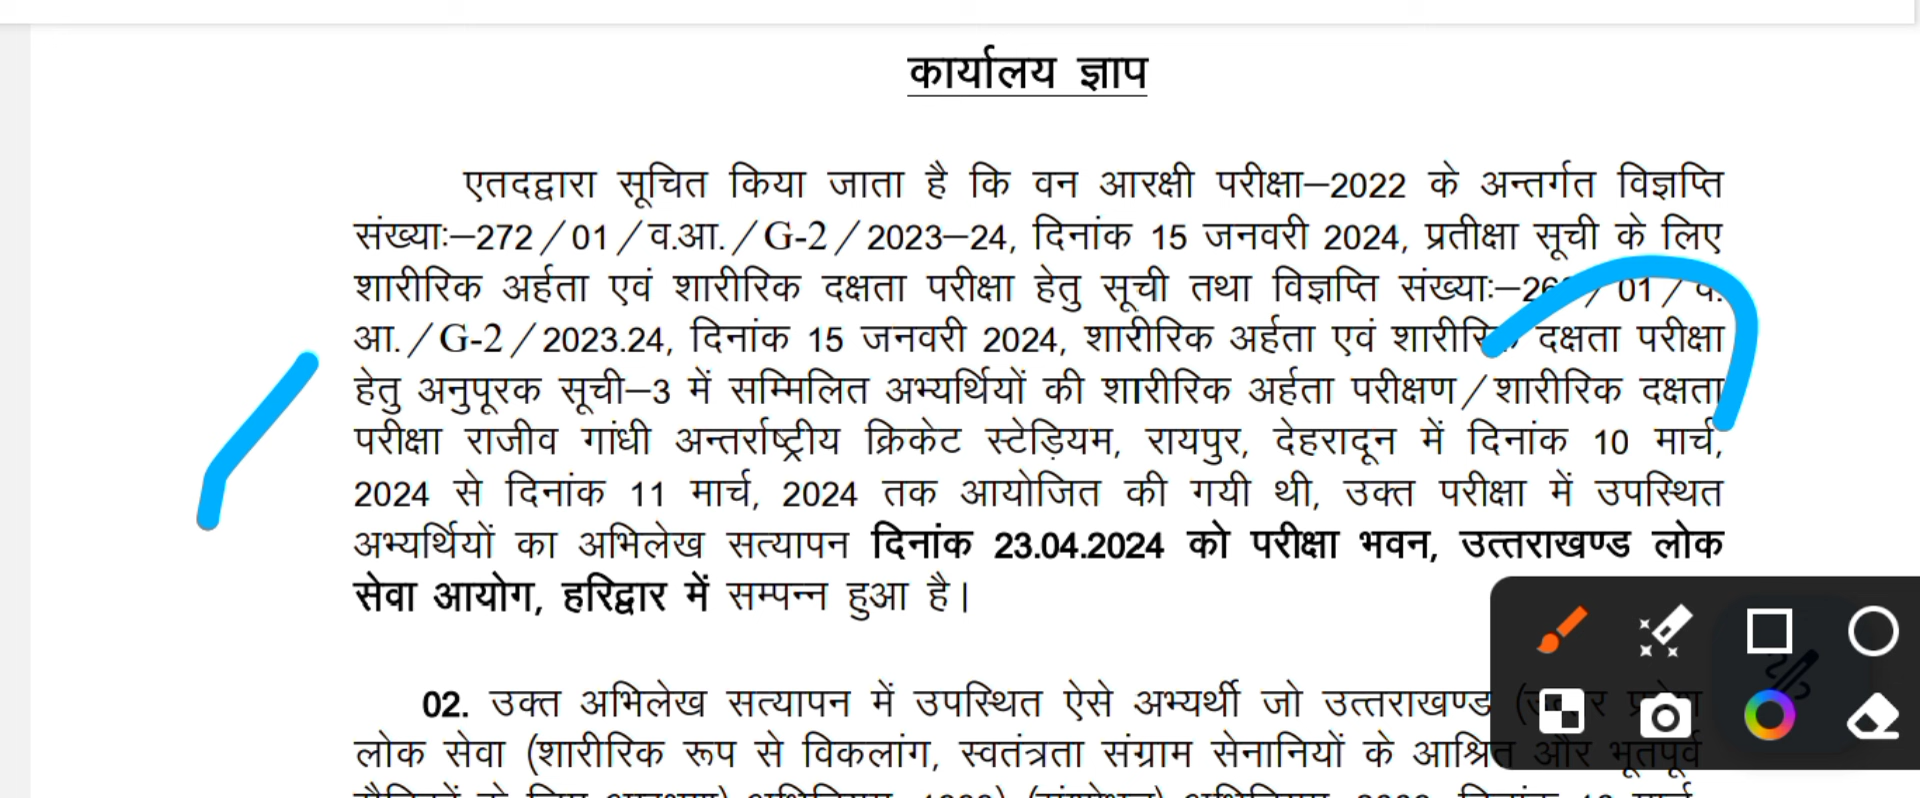 कार्यालय ज्ञाप
एतदद्वारा सूचित किया जाता है कि वन आरक्षी परीक्षा–2022 के अन्तर्गत विज्ञप्ति
संख्याः–272/01/व.आ./G-2/2023–24, दिनांक 15 जनवरी 2024, प्रतीक्षा सूची के लिए
शारीरिक अर्हता एवं शारीरिक दक्षता परीक्षा हेतु सूची तथा विज्ञप्ति संख्याः– /01/व.
आ./G-2/2023.24, दिनांक 15 जनवरी 2024, शारीरिक अर्हता एवं शारीरिक दक्षता परीक्षा
हेतु अनुपूरक सूची–3 में सम्मिलित अभ्यर्थियों की शारीरिक अर्हता परीक्षण/शारीरिक दक्षता
परीक्षा राजीव गांधी अन्तर्राष्ट्रीय क्रिकेट स्टेड़ियम, रायपुर, देहरादून में दिनांक 10 मार्च,
2024 से दिनांक 11 मार्च, 2024 तक आयोजित की गयी थी, उक्त परीक्षा में उपस्थित
अभ्यर्थियों का अभिलेख सत्यापन दिनांक 23.04.2024 को परीक्षा भवन, उत्तराखण्ड लोक
सेवा आयोग, हरिद्वार में सम्पन्न हुआ है।
02. उक्त अभिलेख सत्यापन में उपस्थित ऐसे अभ्यर्थी जो उत्तराखण्ड
लोक सेवा (शारीरिक रूप से विकलांग, स्वतंत्रता संग्राम सेनानियों के आश्रित और भूतपूर्व